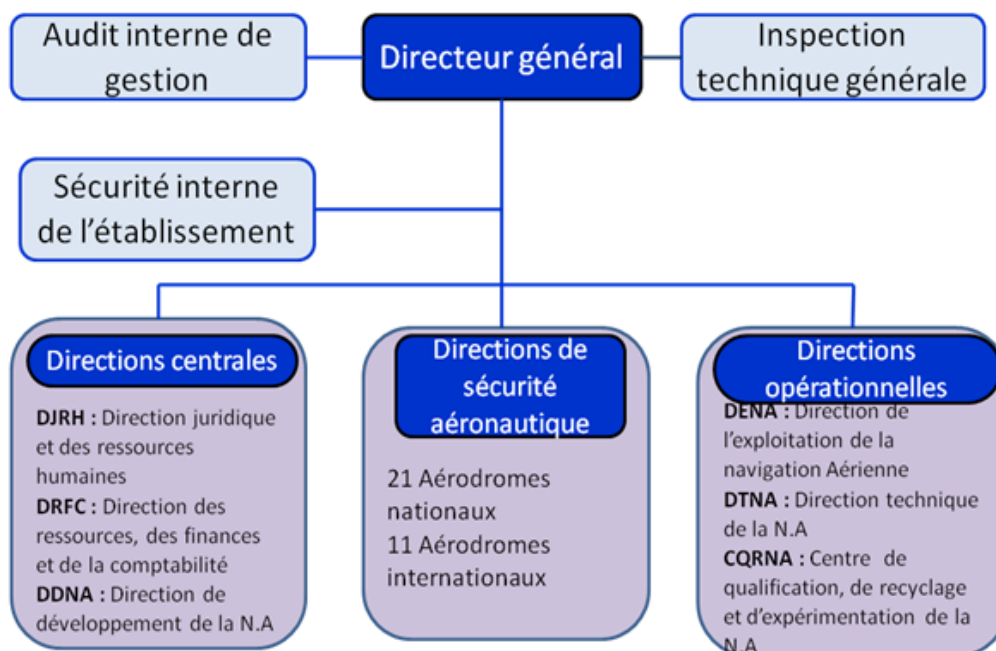 Audit interne de
gestion
Directeur général
Inspection
technique générale
Sécurité interne
de l'établissement
Directions centrales
DJRH : Direction juridique
et des ressources
humaines
DRFC : Direction des
ressources, des finances
et de la comptabilité
DDNA : Direction de
développement de la N.A
Directions de
sécurité
aéronautique
21 Aérodromes
nationaux
11 Aérodromes
internationaux
Directions
opérationnelles
DENA : Direction de
l'exploitation de la
navigation Aérienne
DTNA : Direction technique
de la N.A
CQRNA : Centre de
qualification, de recyclage
et d'expérimentation de la
N.A